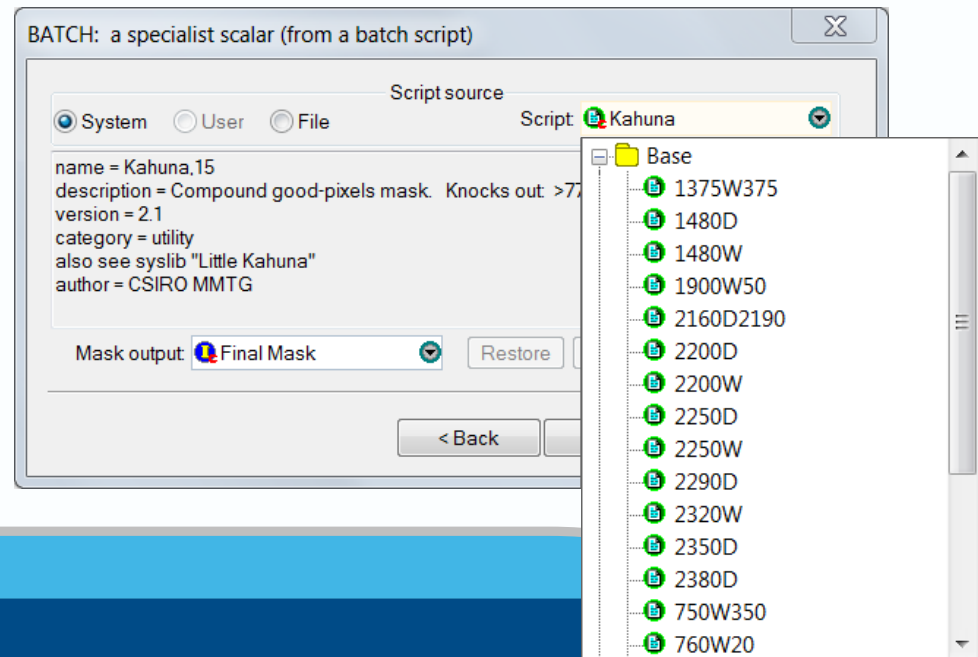 BATCH: a specialist scalar (from a batch script)
Script source
System User File Script: Kahuna
name = Kahuna,15
description = Compound good-pixels mask. Knocks out: >77
version = 2.1
category = utility
also see syslib "Little Kahuna"
author = CSIRO MMTG
Mask output: Final Mask Restore
< Back
Base
1375W375
1480D
1480W
1900W50
2160D2190
2200D
2200W
2250D
2250W
2290D
2320W
2350D
2380D
750W350
760W20